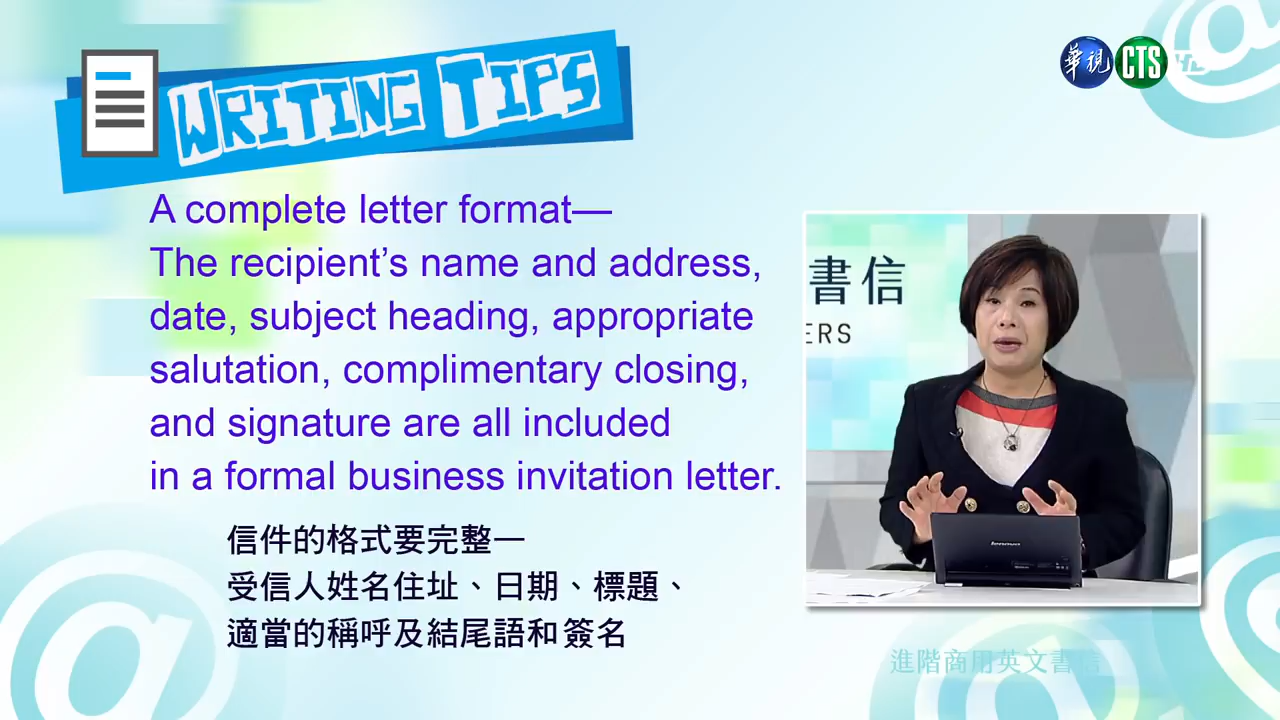 WRITING TIPS
華視 CTS HD
A complete letter format—
The recipient’s name and address,
date, subject heading, appropriate
salutation, complimentary closing,
and signature are all included
in a formal business invitation letter.
信件的格式要完整—
受信人姓名住址、日期、標題、
適當的稱呼及結尾語和簽名
書信
ERS
lenovo
進階商用英文書信